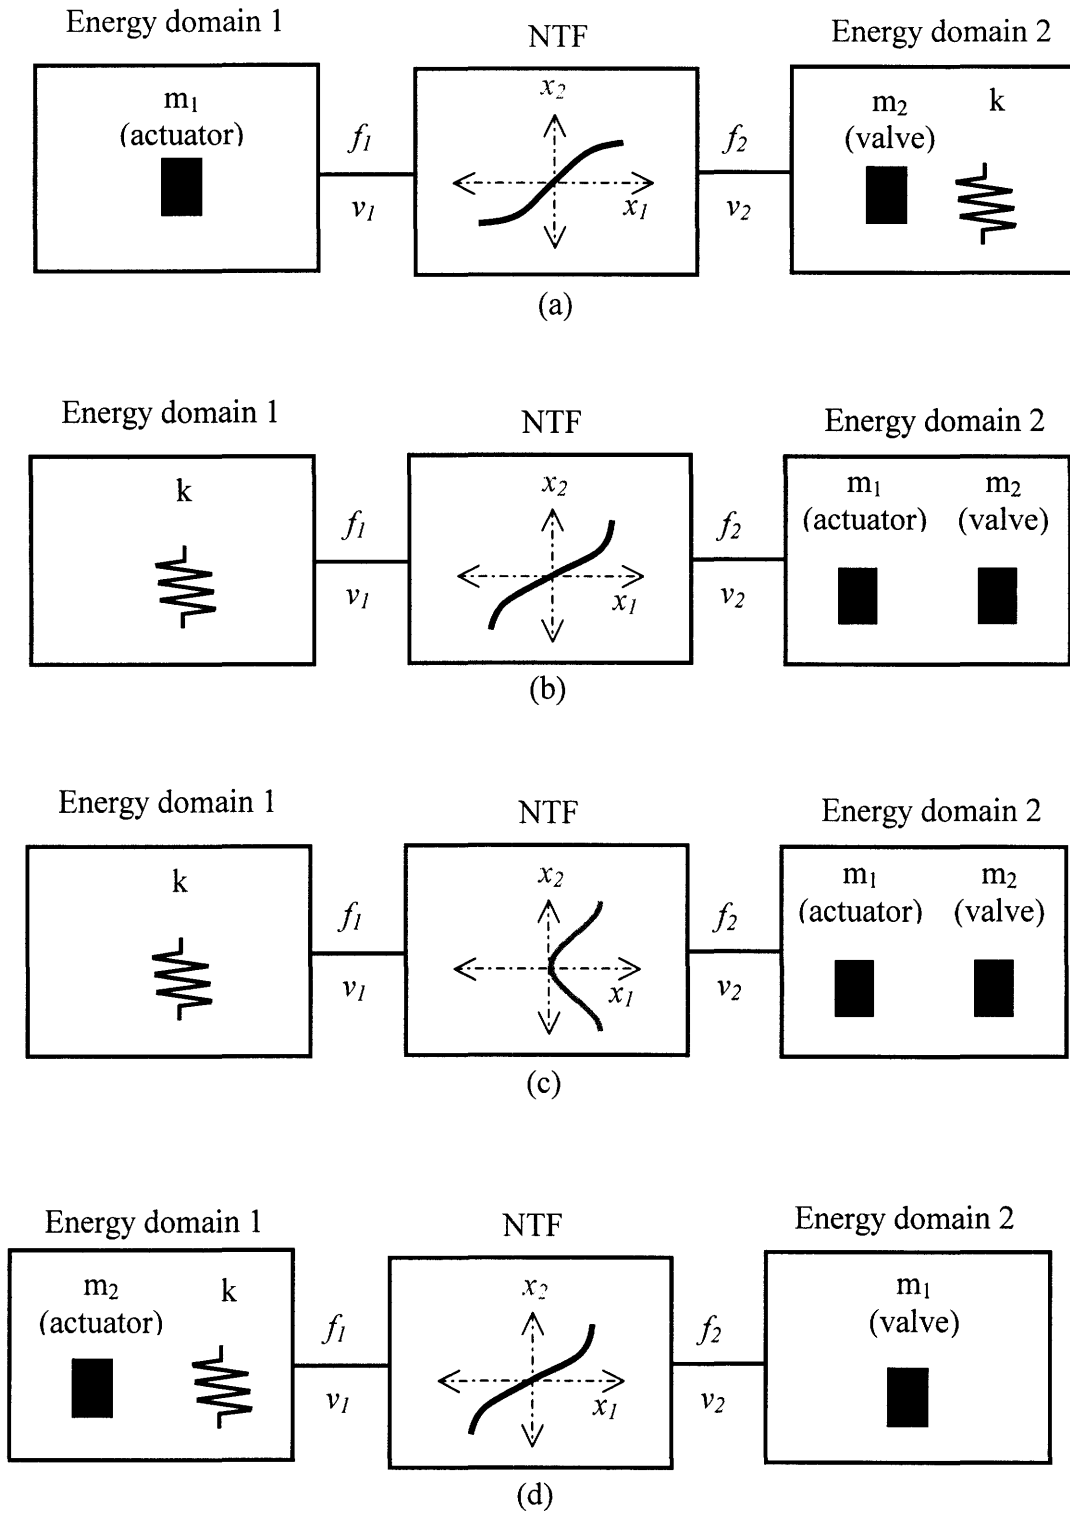 Energy domain 1
NTF
Energy domain 2
m1
(actuator)
f1
v1
x2
x1
f2
v2
m2
(valve)
k
(a)
Energy domain 1
NTF
Energy domain 2
k
f1
v1
x2
x1
f2
v2
m1
(actuator)
m2
(valve)
(b)
Energy domain 1
NTF
Energy domain 2
k
f1
v1
x2
x1
f2
v2
m1
(actuator)
m2
(valve)
(c)
Energy domain 1
NTF
Energy domain 2
m2
(actuator)
k
f1
v1
x2
x1
f2
v2
m1
(valve)
(d)